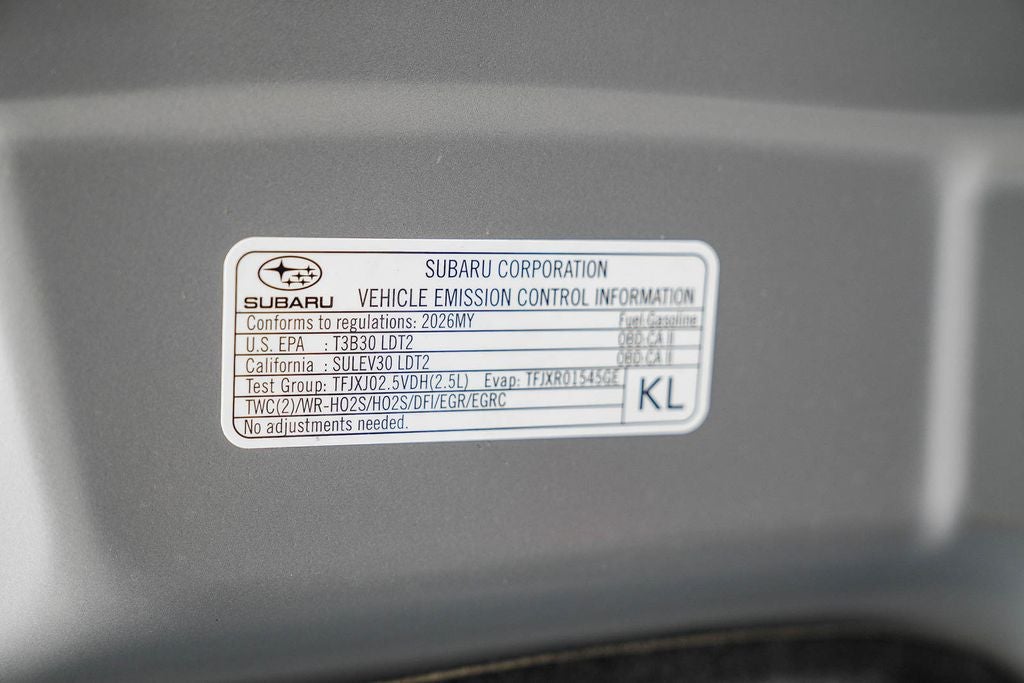 SUBARU CORPORATION
SUBARU VEHICLE EMISSION CONTROL INFORMATION
Conforms to regulations: 2026MY Fuel:Gasoline
U.S. EPA : T3B30 LDT2 OBD:CA II
California : SULEV30 LDT2 OBD:CA II
Test Group: TFJXJ02.5VDH(2.5L) Evap: TFJXR01545GE
TWC(2)/WR-HO2S/HO2S/DFI/EGR/EGRC KL
No adjustments needed.